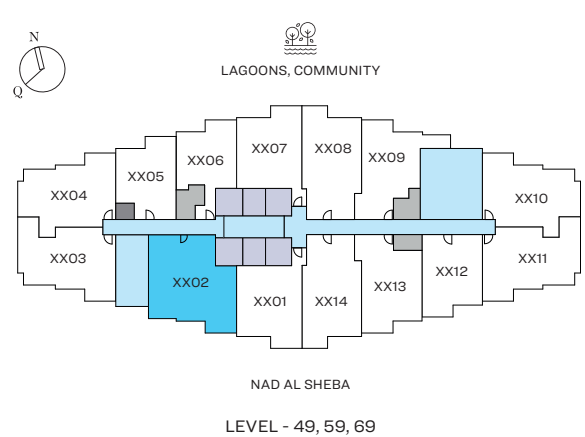 N
Q
LAGOONS, COMMUNITY
XX07
XX08
XX06
XX09
XX05
XX04
XX10
XX03
XX11
XX02
XX12
XX01
XX14
XX13
NAD AL SHEBA
LEVEL - 49, 59, 69